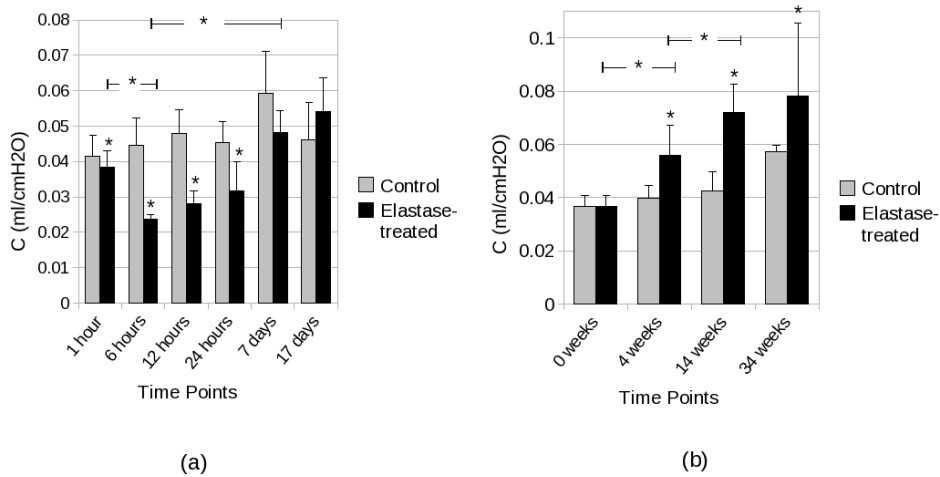 0.08
0.07
0.06
0.05
0.04
0.03
0.02
0.01
0
C (ml/cmH2O)
*
*
*
*
*
*
1 hour
6 hours
12 hours
24 hours
7 days
17 days
Time Points
Control
Elastase-
treated
(a)
0.1
0.08
0.06
0.04
0.02
0
C (ml/cmH2O)
*
*
*
*
*
0 weeks
4 weeks
14 weeks
34 weeks
Time Points
Control
Elastase-
treated
(b)